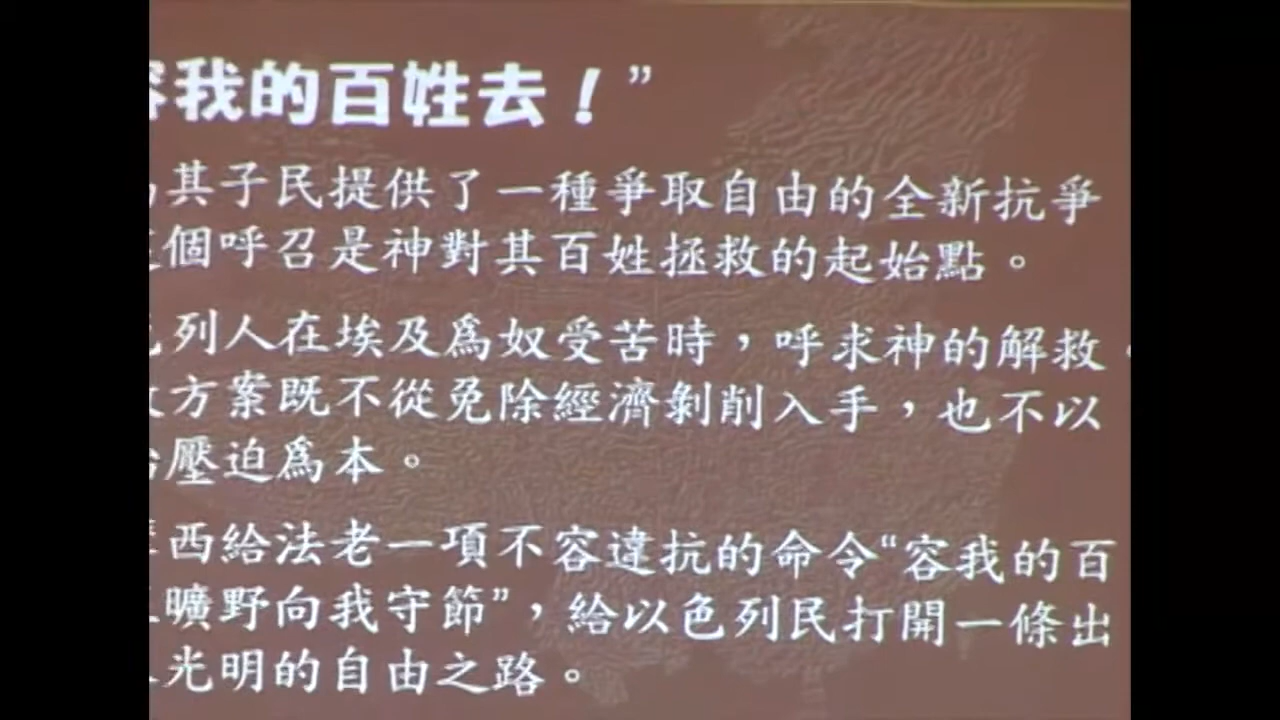 容我的百姓去！”
其子民提供了一種爭取自由的全新抗爭
這個呼召是神對其百姓拯救的起始點。
色列人在埃及爲奴受苦時，呼求神的解救。
方案既不從免除經濟剝削入手，也不以
壓迫爲本。
西給法老一項不容違抗的命令“容我的百
曠野向我守節”，給以色列民打開一條出
光明的自由之路。